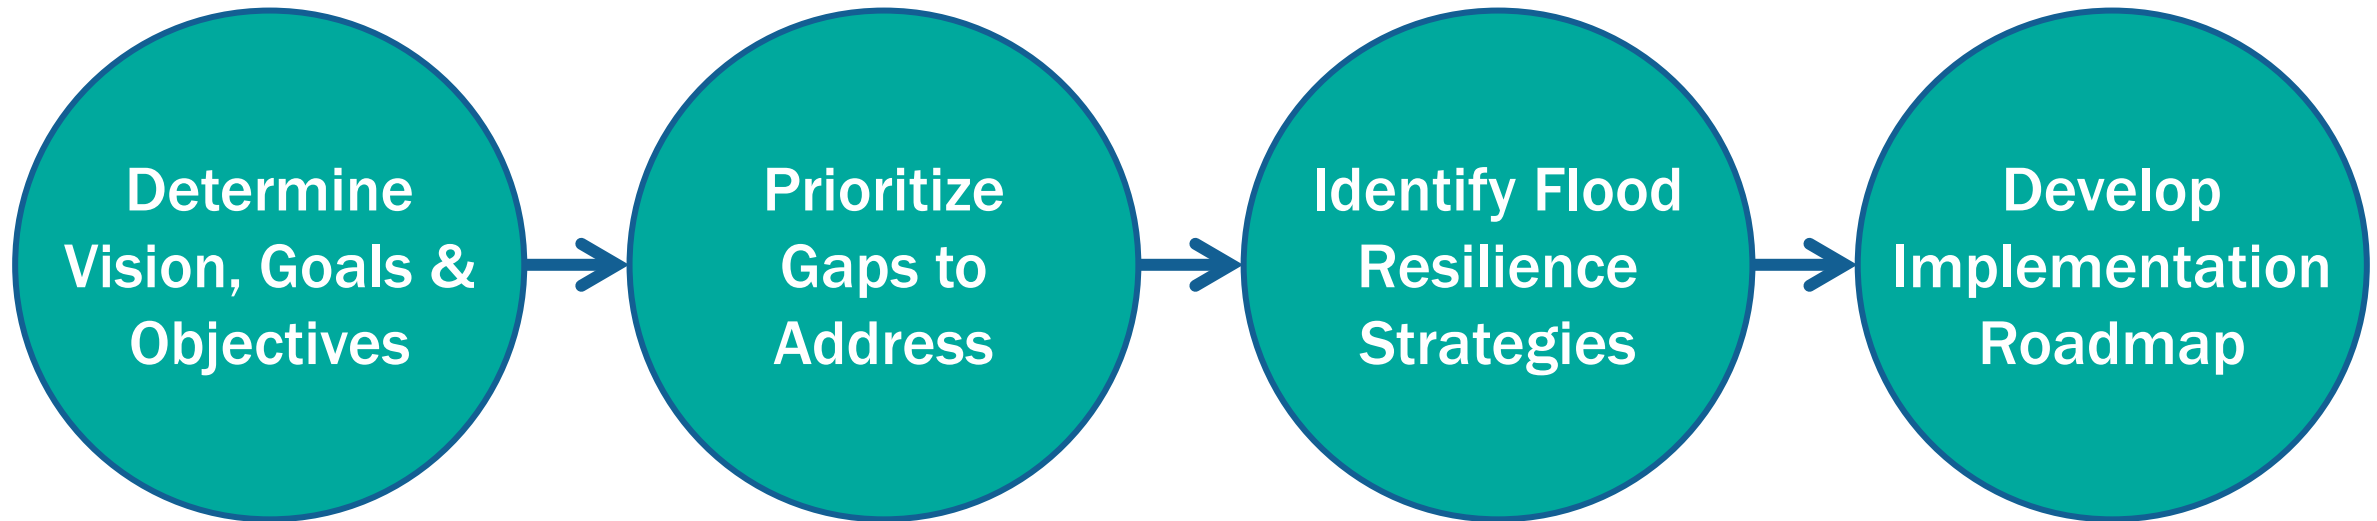 Determine
Vision, Goals &
Objectives
Prioritize
Gaps to
Address
Identify Flood
Resilience
Strategies
Develop
Implementation
Roadmap